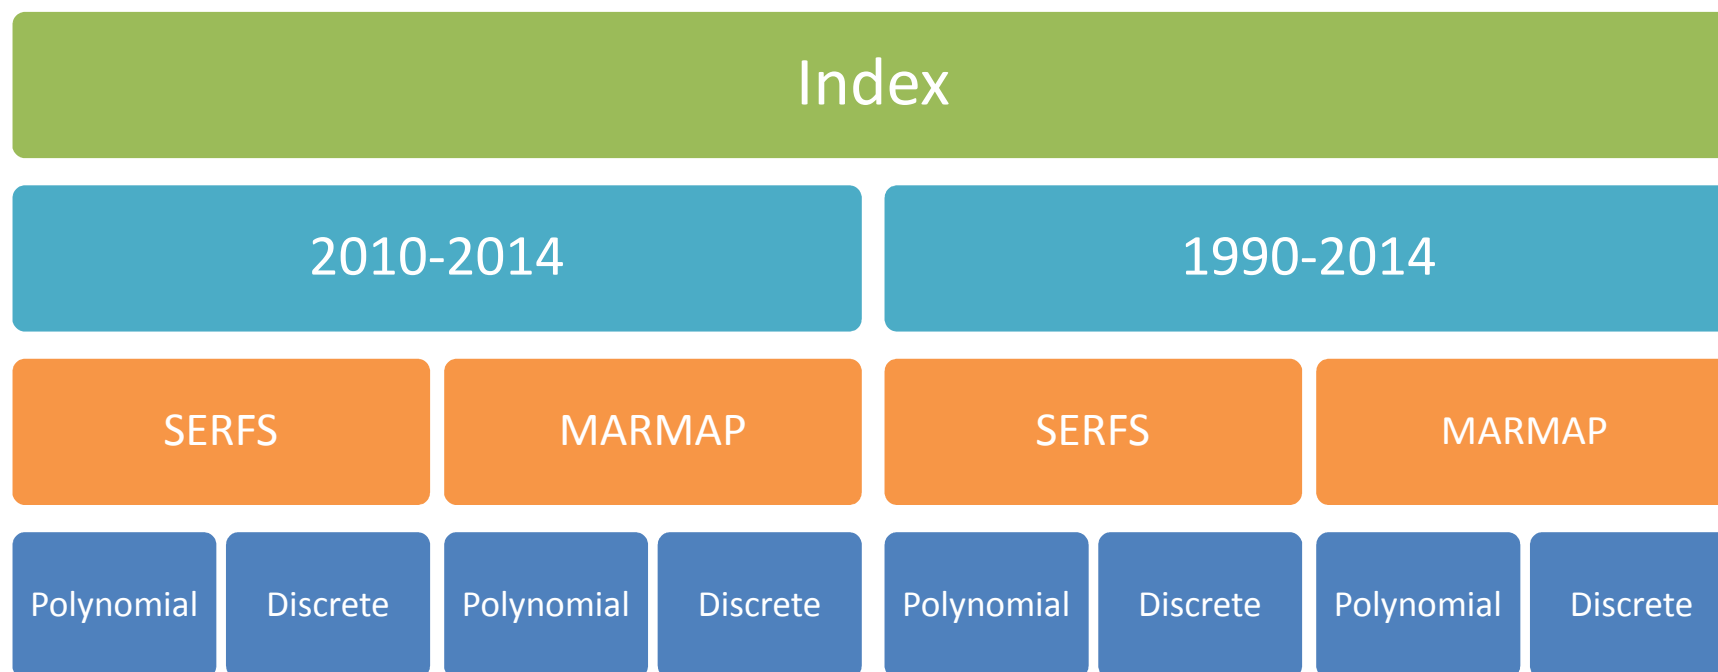 Index
2010-2014
1990-2014
SERFS
MARMAP
SERFS
MARMAP
Polynomial
Discrete
Polynomial
Discrete
Polynomial
Discrete
Polynomial
Discrete